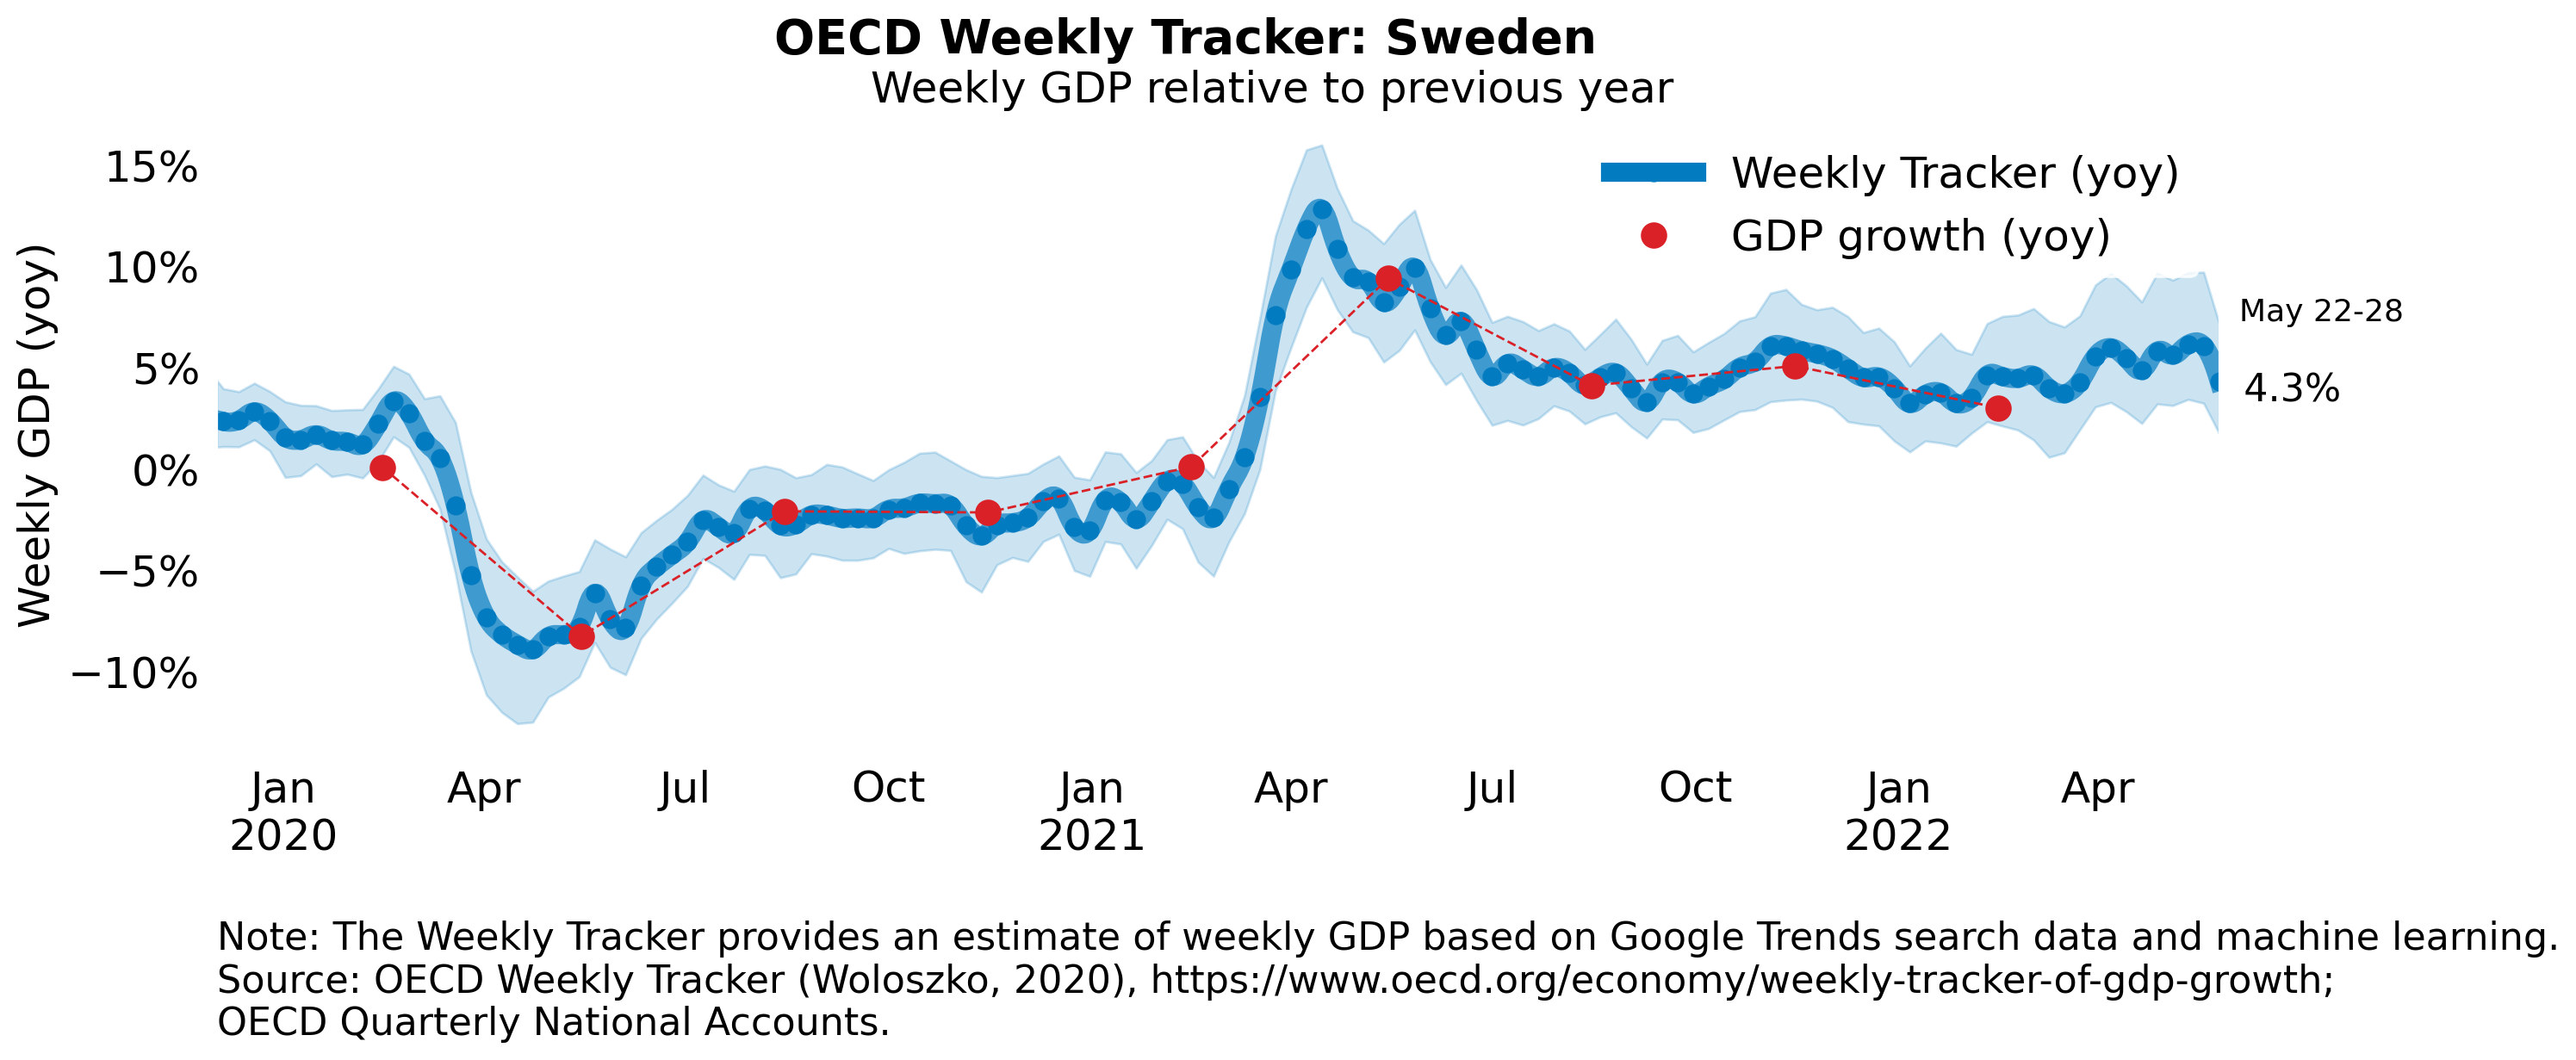 OECD Weekly Tracker: Sweden
Weekly GDP relative to previous year
Weekly GDP (yoy)
15%
10%
5%
0%
−5%
−10%
Weekly Tracker (yoy)
GDP growth (yoy)
May 22-28
4.3%
Jan Apr Jul Oct Jan Apr Jul Oct Jan Apr
2020 2021 2022
Note: The Weekly Tracker provides an estimate of weekly GDP based on Google Trends search data and machine learning.
Source: OECD Weekly Tracker (Woloszko, 2020), https://www.oecd.org/economy/weekly-tracker-of-gdp-growth;
OECD Quarterly National Accounts.